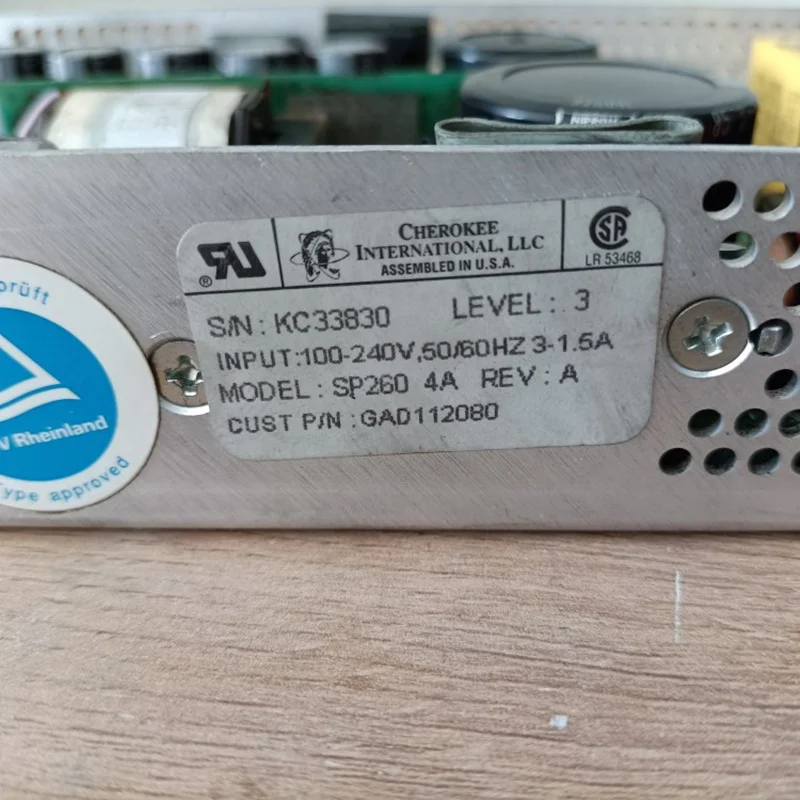 CHEROKEE
INTERNATIONAL, LLC
ASSEMBLED IN U.S.A.
LR 53468
S/N: KC33830 LEVEL: 3
INPUT:100-240V,50/60HZ 3-1.5A
MODEL: SP260 4A REV: A
CUST P/N :GAD112080
prüft
V Rheinland
Type approved